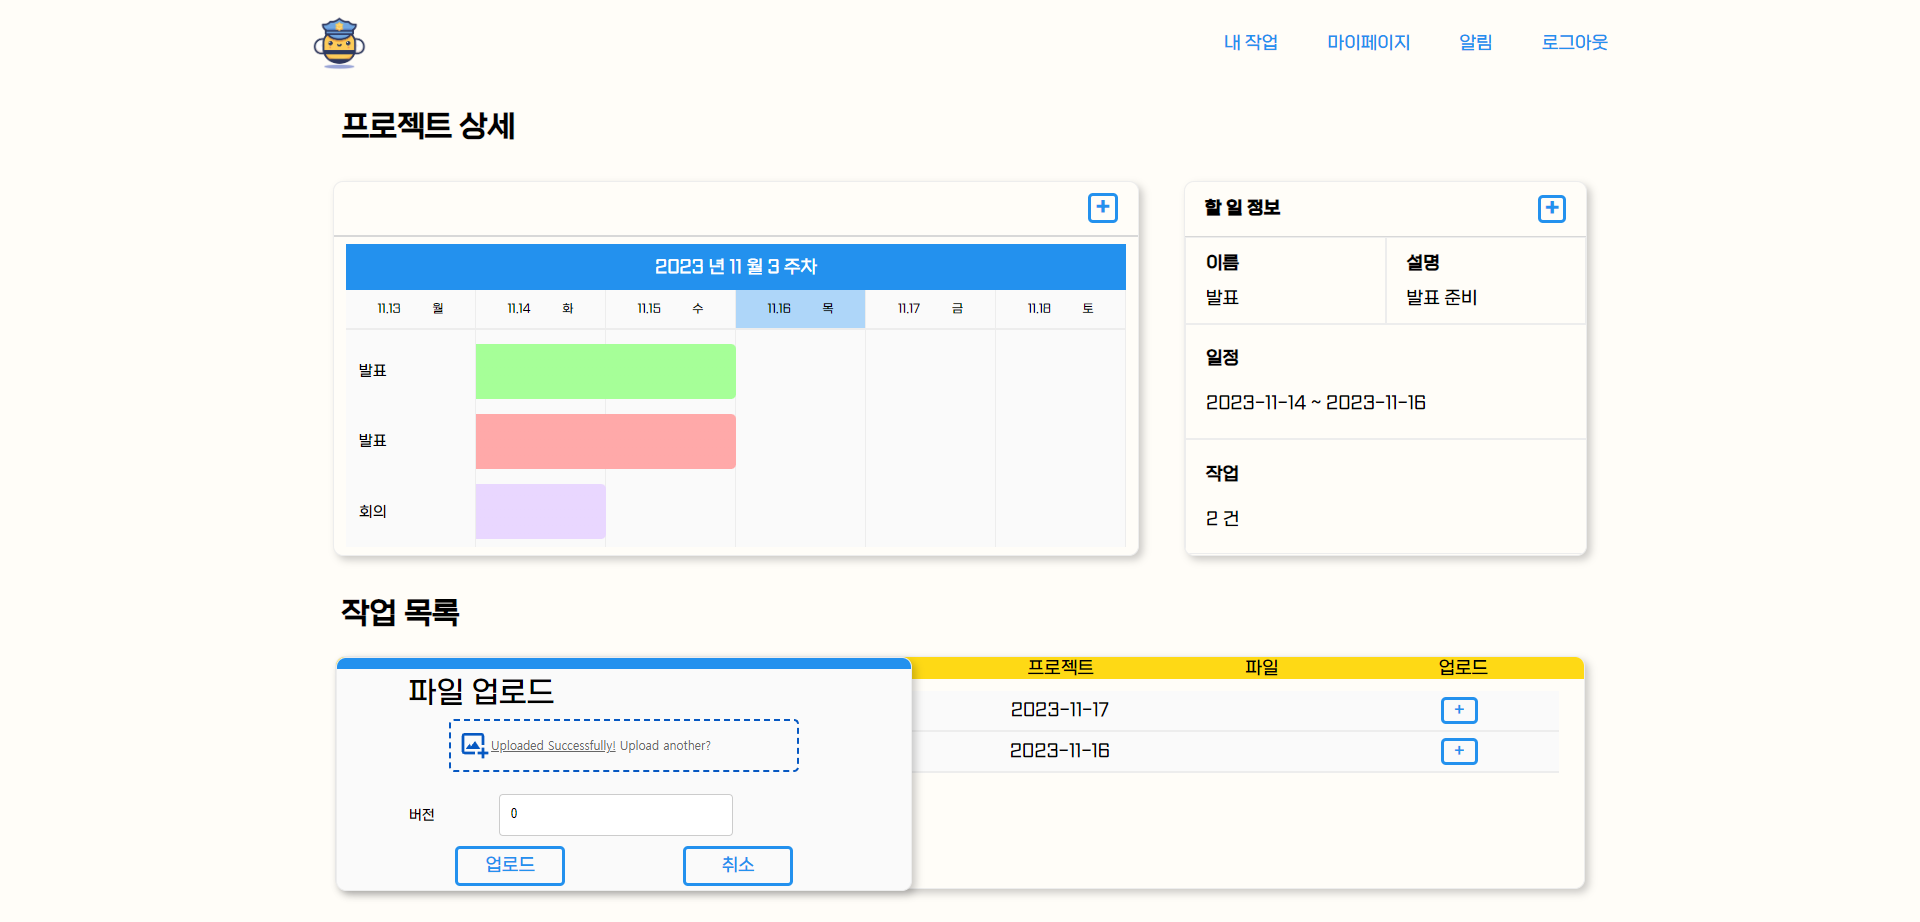 내 작업 마이페이지 알림 로그아웃
프로젝트 상세
+
2023 년 11 월 3 주차
11.13 월 11.14 화 11.15 수 11.16 목 11.17 금 11.18 토
발표
발표
회의
할 일 정보 +
이름 설명
발표 발표 준비
일정
2023-11-14 ~ 2023-11-16
작업
2 건
작업 목록
파일 업로드
Uploaded Successfully! Upload another?
버전 0
업로드 취소
프로젝트 파일 업로드
2023-11-17 +
2023-11-16 +